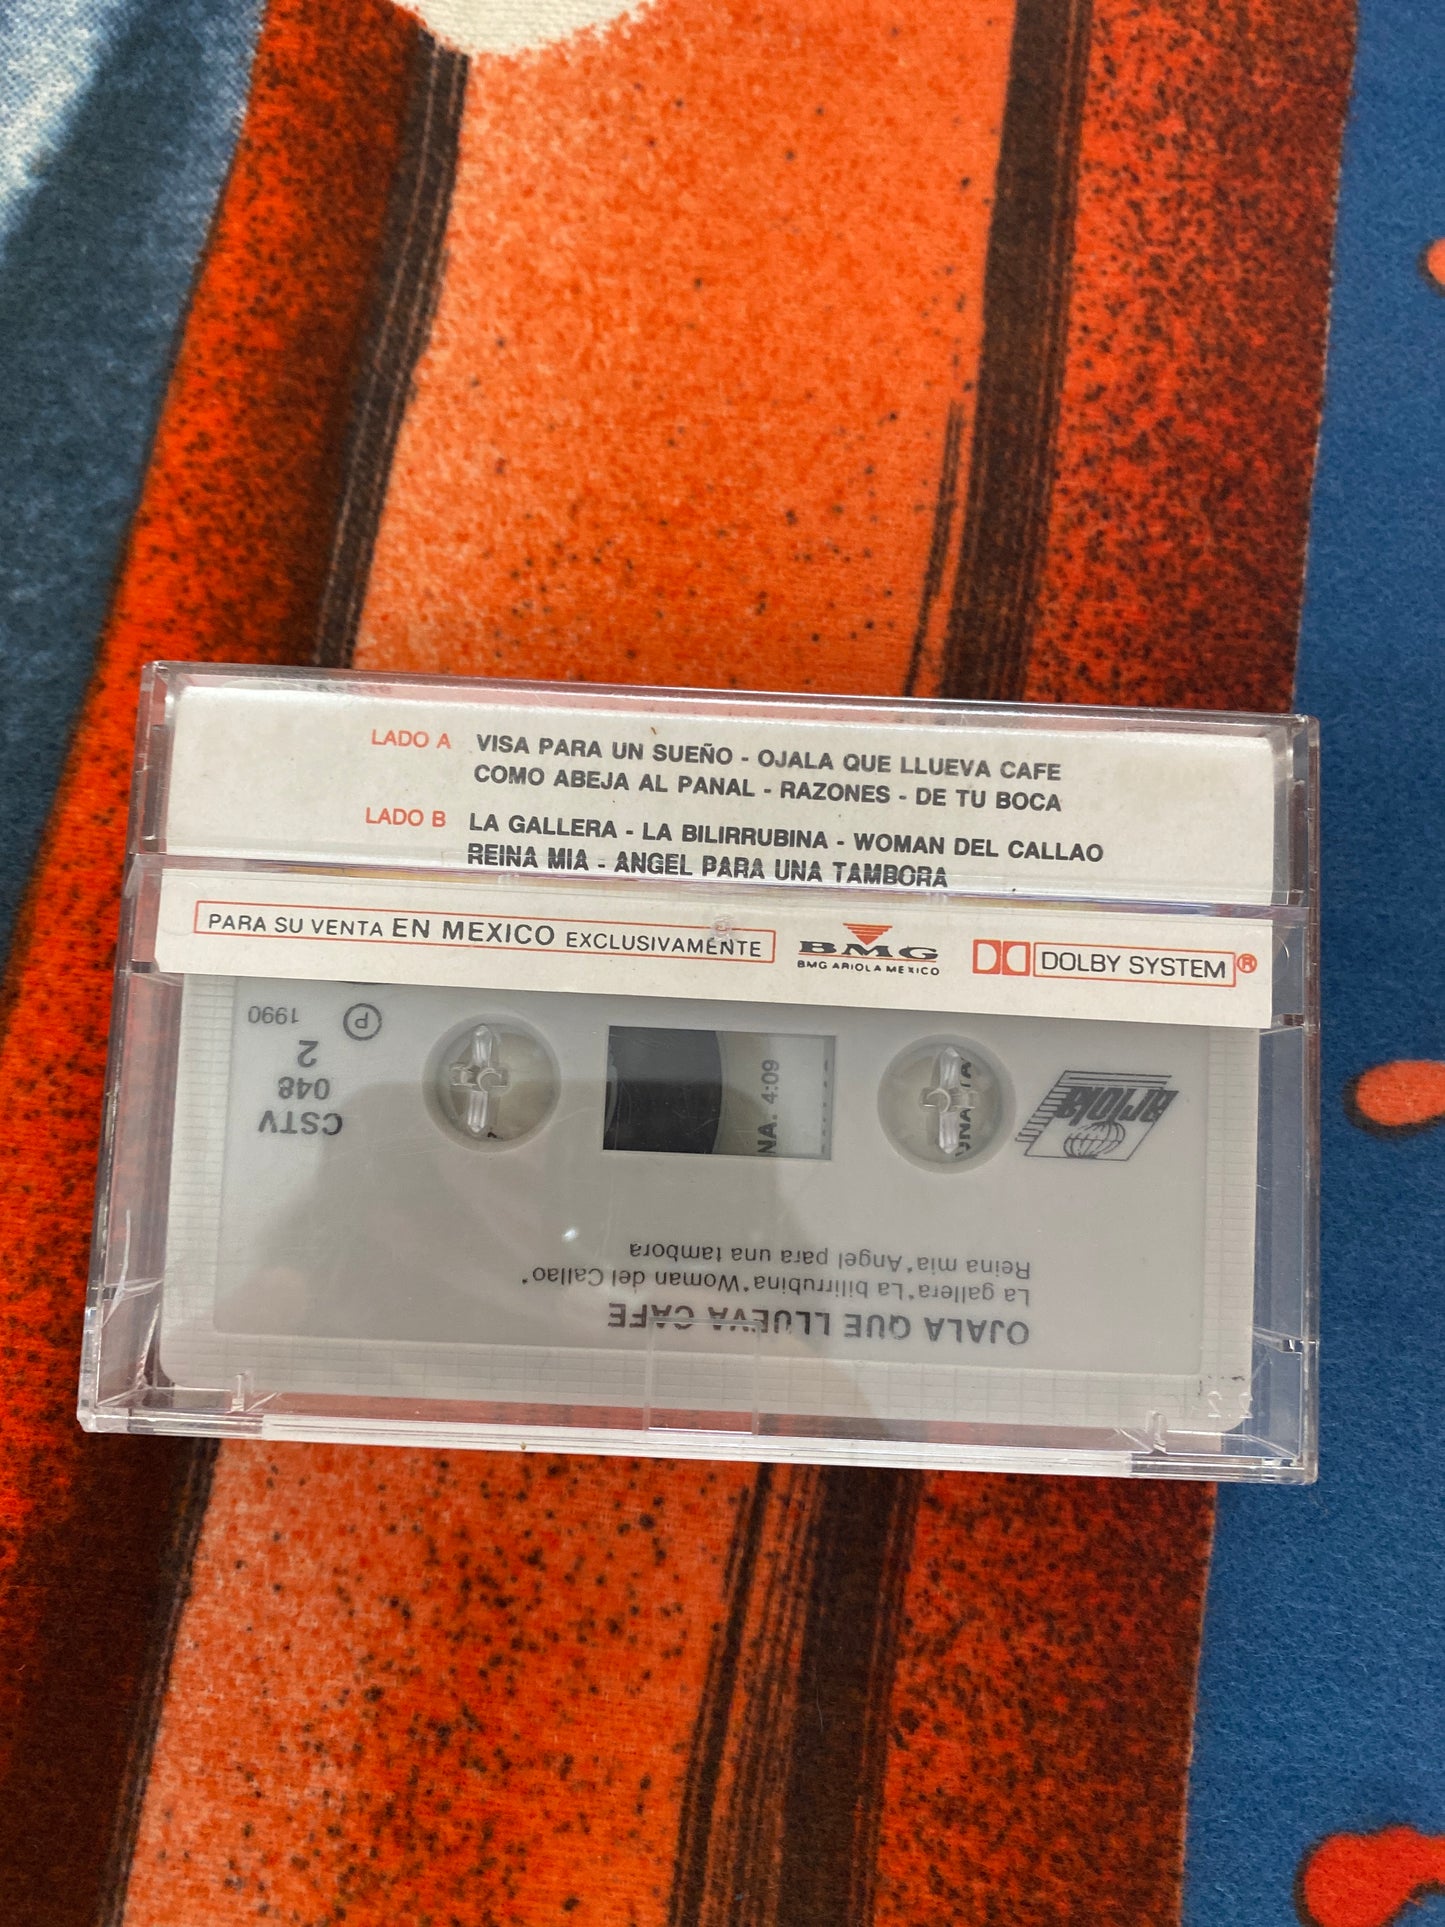 LADO A VISA PARA UN SUEÑO - OJALA QUE LLUEVA CAFE
COMO ABEJA AL PANAL - RAZONES - DE TU BOCA
LADO B LA GALLERA - LA BILIRRUBINA - WOMAN DEL CALLAO
REINA MIA - ANGEL PARA UNA TAMBORA
PARA SU VENTA EN MEXICO EXCLUSIVAMENTE
BMG
BMG ARIOLA MEXICO
DOLBY SYSTEM ®
OJALA QUE LLUEVA CAFE
La gallera*La bilirrubina*Woman del Callao*
Reina mia*Angel para una tambora
ariola
NA. 4:09
CSTV
048
2
Ⓟ 1990